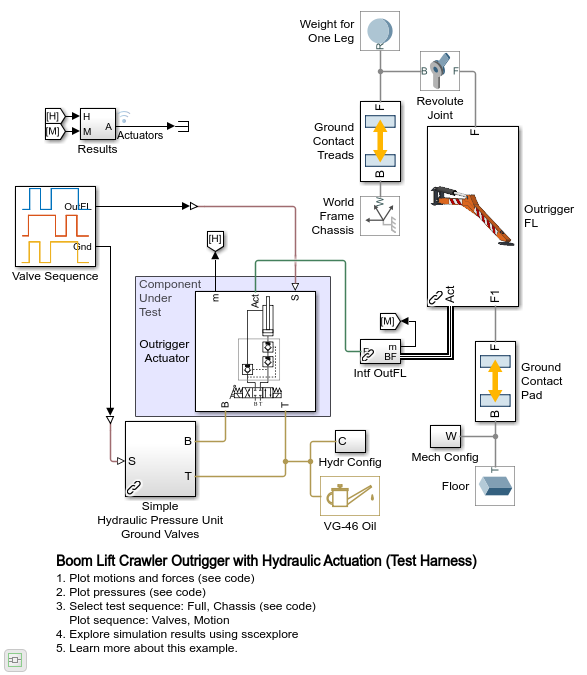 Weight for
One Leg
R
B
F
Revolute
Joint
F
[H]
H
[M]
M
A
Actuators
Results
Ground
Contact
Treads
F
B
World
Frame
Chassis
W
F
Outrigger
FL
Act
F1
OutFL
Gnd
Valve Sequence
[H]
Component
Under
Test
m
Act
S
Outrigger
Actuator
B
T
[M]
F
m
BF
Intf OutFL
F
Ground
Contact
Pad
B
S
B
T
Simple
Hydraulic Pressure Unit
Ground Valves
C
Hydr Config
W
Mech Config
T
Floor
VG-46 Oil
Boom Lift Crawler Outrigger with Hydraulic Actuation (Test Harness)
1. Plot motions and forces (see code)
2. Plot pressures (see code)
3. Select test sequence: Full, Chassis (see code)
Plot sequence: Valves, Motion
4. Explore simulation results using sscexplore
5. Learn more about this example.